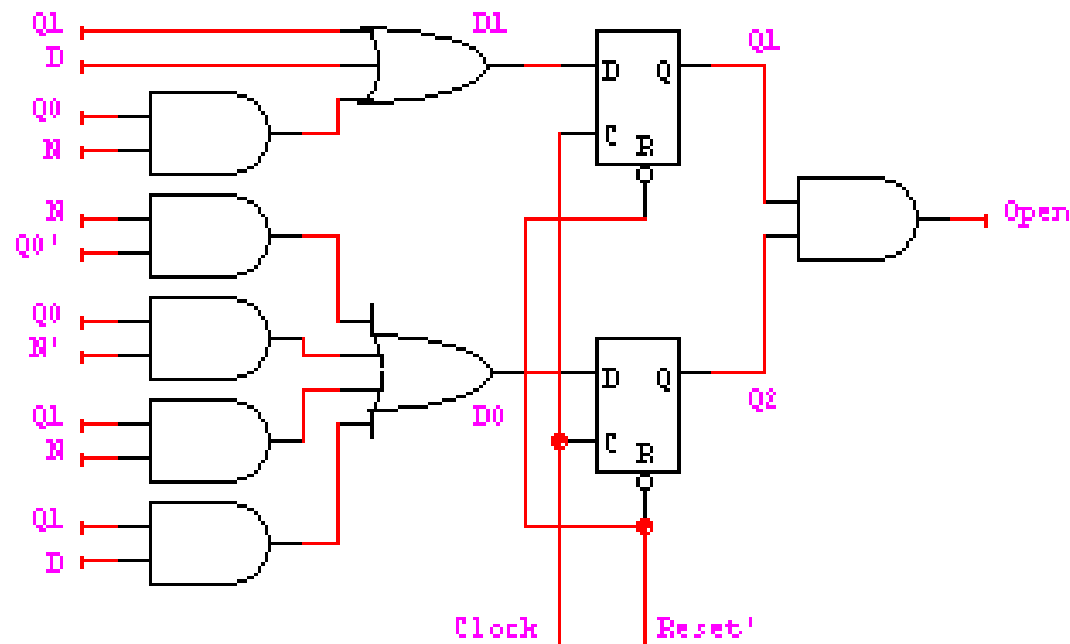 Q1
D
Q0
N
N
Q0'
Q0
N'
Q1
N
Q1
D
D1
D0
D
Q
C
R
D
Q
C
R
Q1
Q2
Open
Clock
Reset'